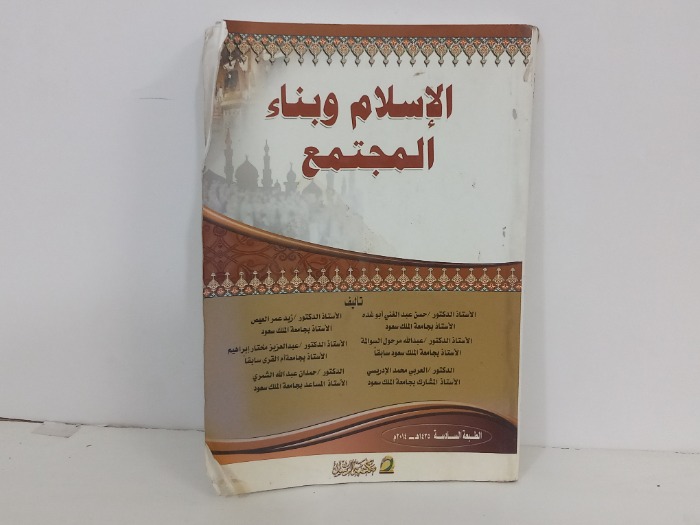 الإسلام وبناء
المجتمع
تأليف
الأستاذ الدكتور / حسن عبد الغني أبو غده
الأستاذ بجامعة الملك سعود
الأستاذ الدكتور / زيد عمر العيص
الأستاذ بجامعة الملك سعود
الأستاذ الدكتور / عبدالله مرحول السوالمة
الأستاذ بجامعة الملك سعود سابقاً
الأستاذ الدكتور / عبدالعزيز مختار إبراهيم
الأستاذ بجامعة أم القرى سابقا
الدكتور / العربي محمد الإدريسي
الأستاذ المشارك بجامعة الملك سعود
الدكتور / حمدان عبد الله الشمري
الأستاذ المساعد بجامعة الملك سعود
الطبعة السادسة ١٤٣٥هـ - ٢٠١٤م